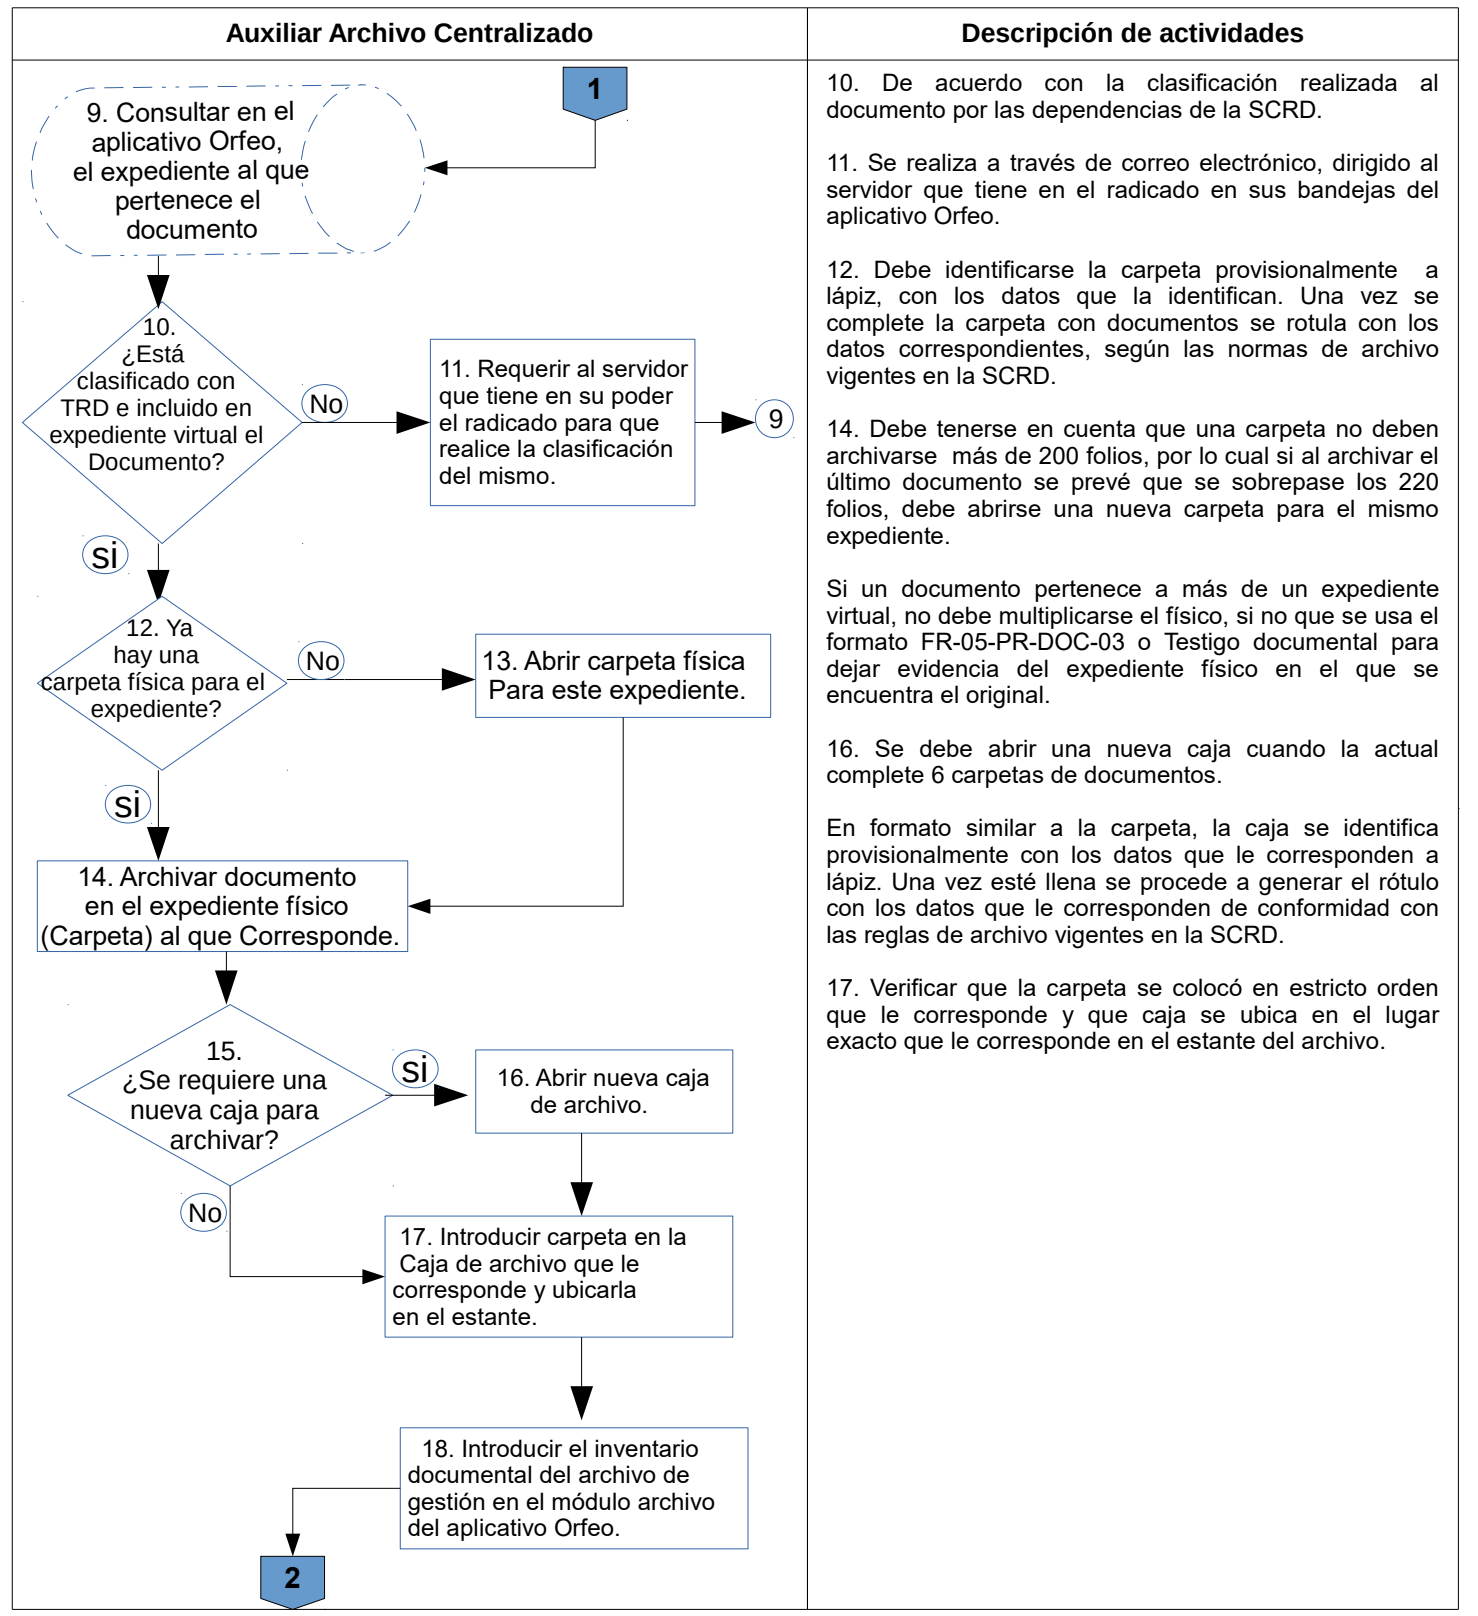 Auxiliar Archivo Centralizado
Descripción de actividades
1
9. Consultar en el
aplicativo Orfeo,
el expediente al que
pertenece el
documento
10.
¿Está
clasificado con
TRD e incluido en
expediente virtual el
Documento?
No
11. Requerir al servidor
que tiene en su poder
el radicado para que
realice la clasificación
del mismo.
9
si
12. Ya
hay una
carpeta física para el
expediente?
No
13. Abrir carpeta física
Para este expediente.
si
14. Archivar documento
en el expediente físico
(Carpeta) al que Corresponde.
15.
¿Se requiere una
nueva caja para
archivar?
si
16. Abrir nueva caja
de archivo.
No
17. Introducir carpeta en la
Caja de archivo que le
corresponde y ubicarla
en el estante.
18. Introducir el inventario
documental del archivo de
gestión en el módulo archivo
del aplicativo Orfeo.
2
10. De acuerdo con la clasificación realizada al
documento por las dependencias de la SCRD.
11. Se realiza a través de correo electrónico, dirigido al
servidor que tiene en el radicado en sus bandejas del
aplicativo Orfeo.
12. Debe identificarse la carpeta provisionalmente a
lápiz, con los datos que la identifican. Una vez se
complete la carpeta con documentos se rotula con los
datos correspondientes, según las normas de archivo
vigentes en la SCRD.
14. Debe tenerse en cuenta que una carpeta no deben
archivarse más de 200 folios, por lo cual si al archivar el
último documento se prevé que se sobrepase los 220
folios, debe abrirse una nueva carpeta para el mismo
expediente.
Si un documento pertenece a más de un expediente
virtual, no debe multiplicarse el físico, si no que se usa el
formato FR-05-PR-DOC-03 o Testigo documental para
dejar evidencia del expediente físico en el que se
encuentra el original.
16. Se debe abrir una nueva caja cuando la actual
complete 6 carpetas de documentos.
En formato similar a la carpeta, la caja se identifica
provisionalmente con los datos que le corresponden a
lápiz. Una vez esté llena se procede a generar el rótulo
con los datos que le corresponden de conformidad con
las reglas de archivo vigentes en la SCRD.
17. Verificar que la carpeta se colocó en estricto orden
que le corresponde y que caja se ubica en el lugar
exacto que le corresponde en el estante del archivo.